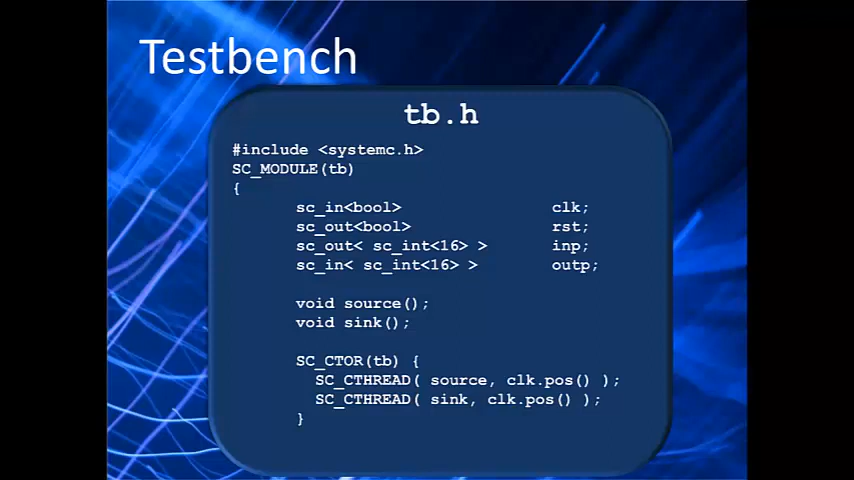 Testbench
tb.h
#include <systemc.h>
SC_MODULE(tb)
{
sc_in<bool> clk;
sc_out<bool> rst;
sc_out< sc_int<16> > inp;
sc_in< sc_int<16> > outp;
void source();
void sink();
SC_CTOR(tb) {
SC_CTHREAD( source, clk.pos() );
SC_CTHREAD( sink, clk.pos() );
}